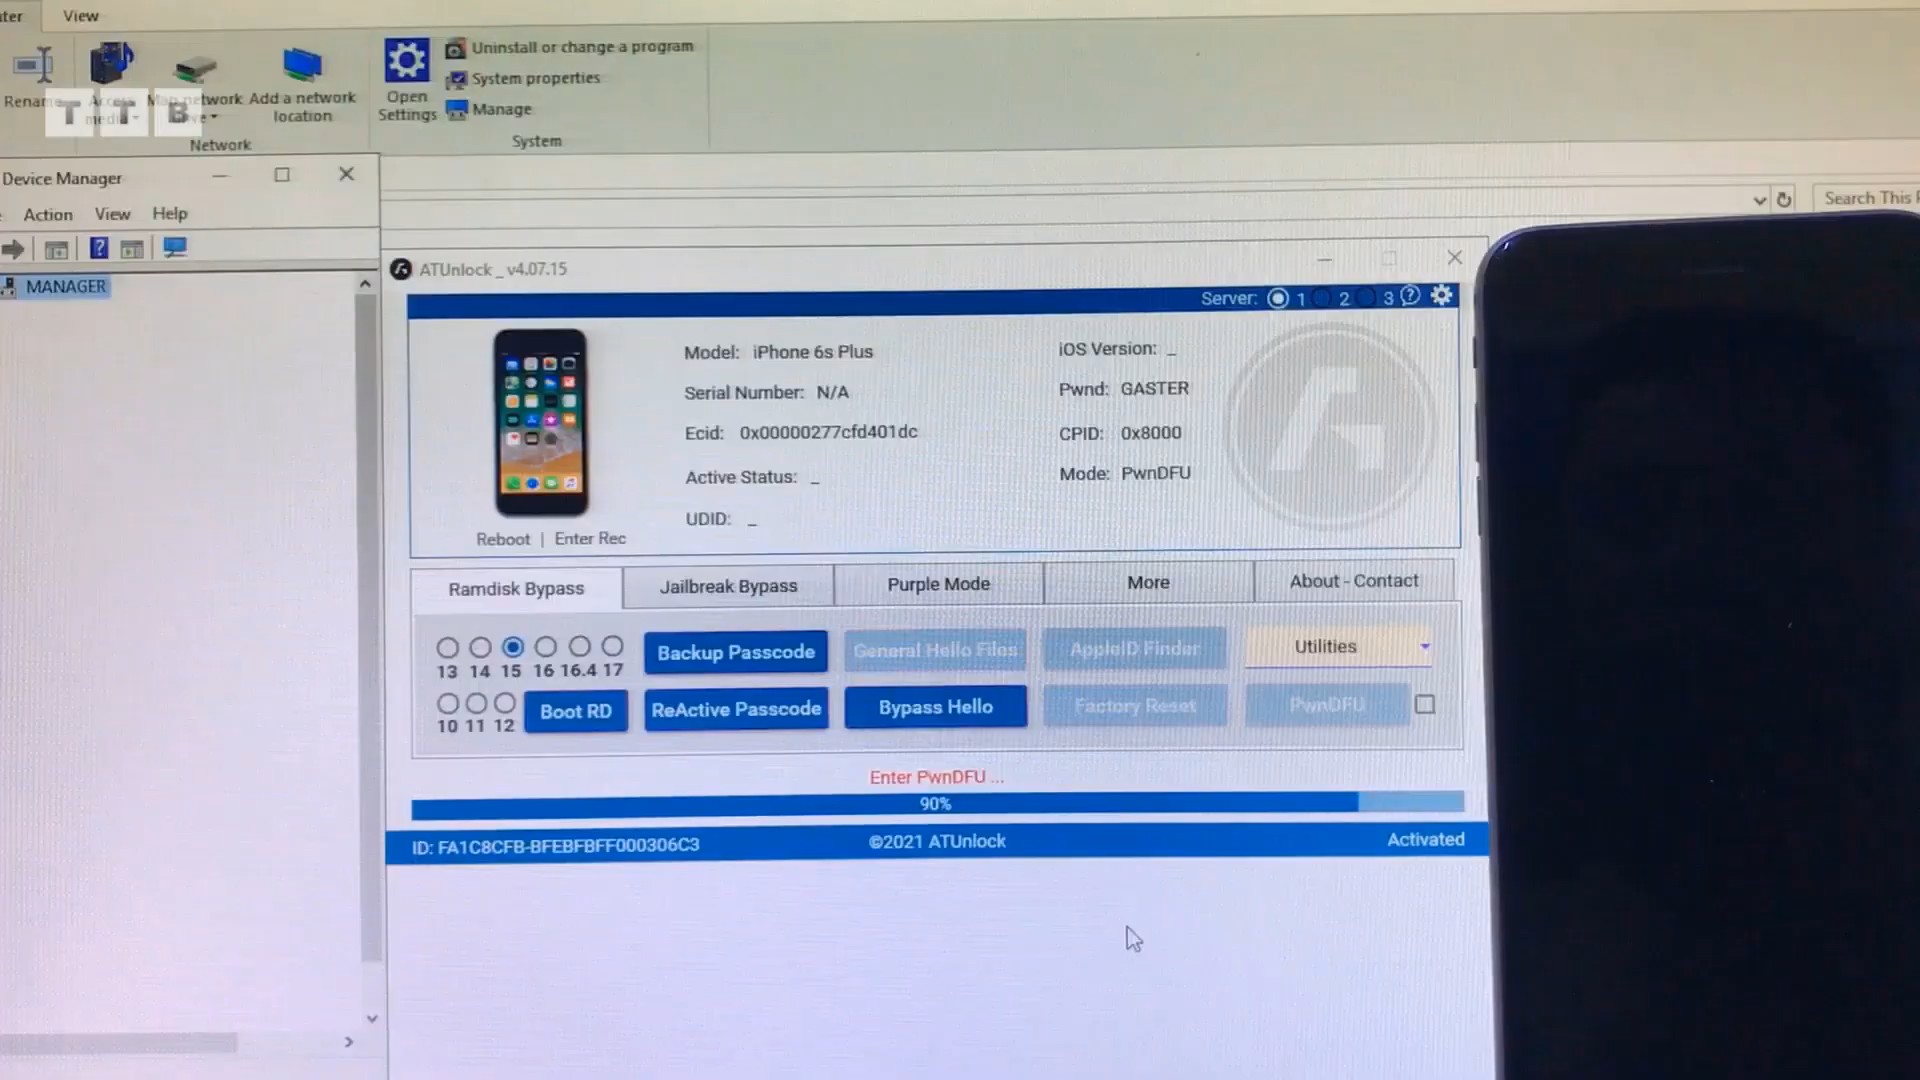 View
Uninstall or change a program
System properties
Manage
Open
Settings
Add a network
location
Network
System
T T B
Device Manager
Action View Help
MANAGER
ATUnlock _ v4.07.15
Server: 1 2 3
Search This
Model: iPhone 6s Plus
Serial Number: N/A
Ecid: 0x00000277cfd401dc
Active Status: _
UDID: _
iOS Version: _
Pwnd: GASTER
CPID: 0x8000
Mode: PwnDFU
Reboot | Enter Rec
Ramdisk Bypass
Jailbreak Bypass
Purple Mode
More
About - Contact
13 14 15 16 16.4 17
10 11 12
Boot RD
Backup Passcode
General Hello Files
AppleID Finder
Utilities
ReActive Passcode
Bypass Hello
Factory Reset
PwnDFU
Enter PwnDFU ...
90%
ID: FA1C8CFB-BFEBFBFF000306C3
©2021 ATUnlock
Activated